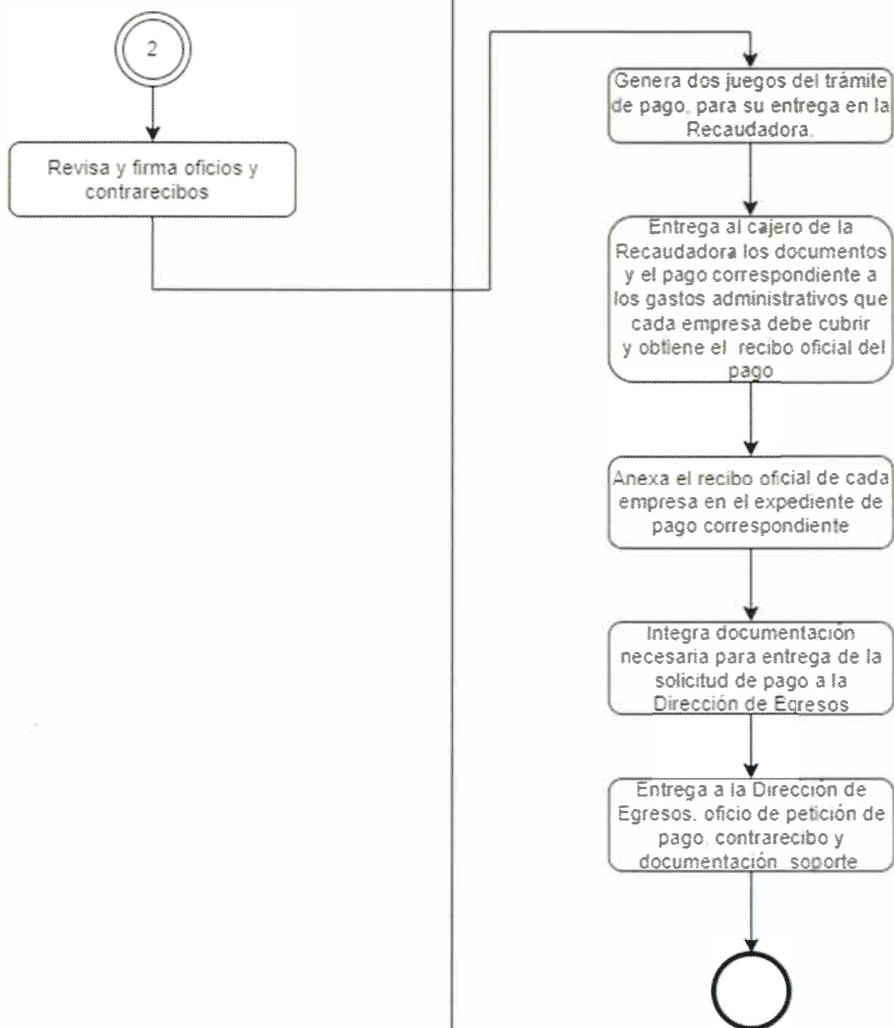 2
Revisa y firma oficios y
contrarecibos
Genera dos juegos del trámite
de pago, para su entrega en la
Recaudadora.
Entrega al cajero de la
Recaudadora los documentos
y el pago correspondiente a
los gastos administrativos que
cada empresa debe cubrir
y obtiene el recibo oficial del
pago
Anexa el recibo oficial de cada
empresa en el expediente de
pago correspondiente
Integra documentación
necesaria para entrega de la
solicitud de pago a la
Dirección de Egresos
Entrega a la Dirección de
Egresos, oficio de petición de
pago, contrarecibo y
documentación soporte